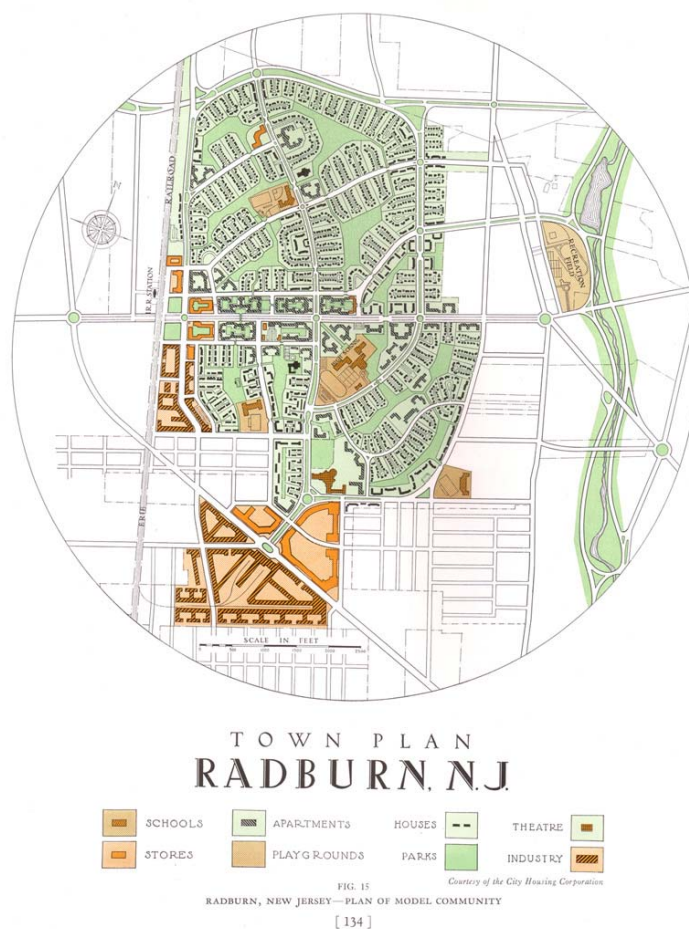 N
RAILROAD
R.R. STATION
RECREATION
FIELD
ERIE
SCALE IN FEET
TOWN PLAN
RADBURN, N.J.
SCHOOLS
APARTMENTS
HOUSES
THEATRE
STORES
PLAYGROUNDS
PARKS
INDUSTRY
Courtesy of the City Housing Corporation
FIG. 15
RADBURN, NEW JERSEY—PLAN OF MODEL COMMUNITY
[ 134 ]